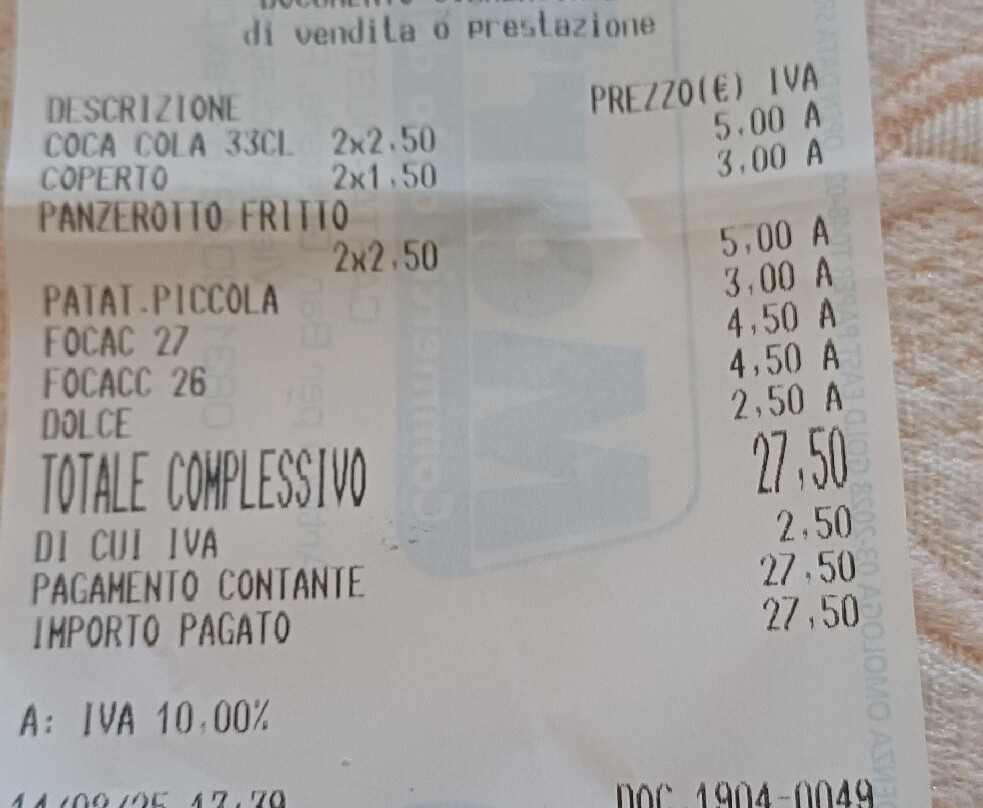 di vendita o prestazione
DESCRIZIONE PREZZO(€) IVA
COCA COLA 33CL 2x2,50 5,00 A
COPERTO 2x1,50 3,00 A
PANZEROTTO FRITTO
2x2,50 5,00 A
PATAT.PICCOLA 3,00 A
FOCAC 27 4,50 A
FOCACC 26 4,50 A
DOLCE 2,50 A
TOTALE COMPLESSIVO 27,50
DI CUI IVA 2,50
PAGAMENTO CONTANTE 27,50
IMPORTO PAGATO 27,50
A: IVA 10,00%
DOC.1904-0049